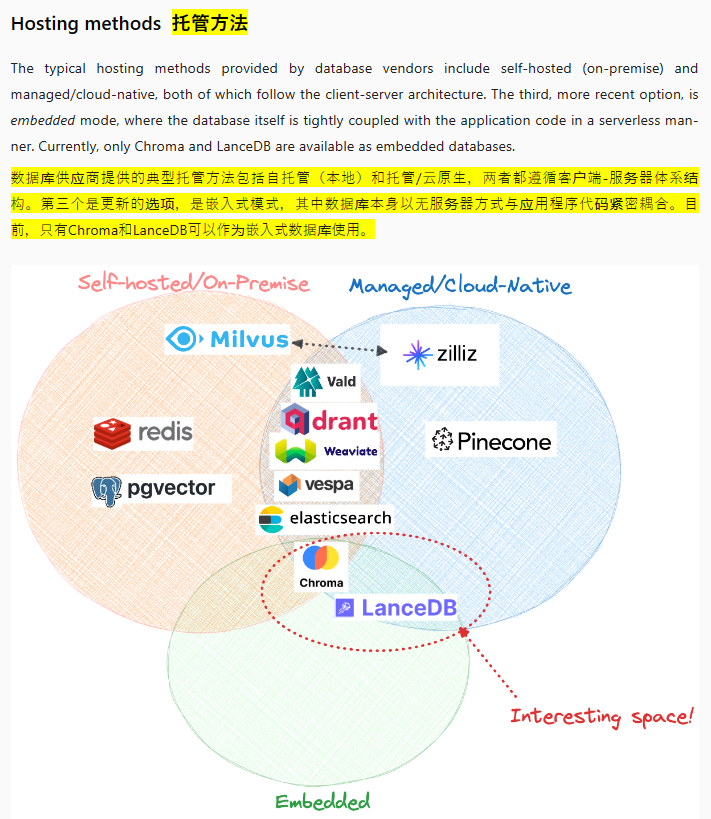 Hosting methods 托管方法
The typical hosting methods provided by database vendors include self-hosted (on-premise) and
managed/cloud-native, both of which follow the client-server architecture. The third, more recent option, is
embedded mode, where the database itself is tightly coupled with the application code in a serverless man-
ner. Currently, only Chroma and LanceDB are available as embedded databases.
数据库供应商提供的典型托管方法包括自托管（本地）和托管/云原生，两者都遵循客户端-服务器体系结
构。第三个是更新的选项，是嵌入式模式，其中数据库本身以无服务器方式与应用程序代码紧密耦合。目
前，只有Chroma和LanceDB可以作为嵌入式数据库使用。
Self-hosted/On-Premise
Managed/Cloud-Native
Milvus
zilliz
Vald
qdrant
redis
Weaviate
Pinecone
pgvector
vespa
elasticsearch
Chroma
LanceDB
Interesting space!
Embedded